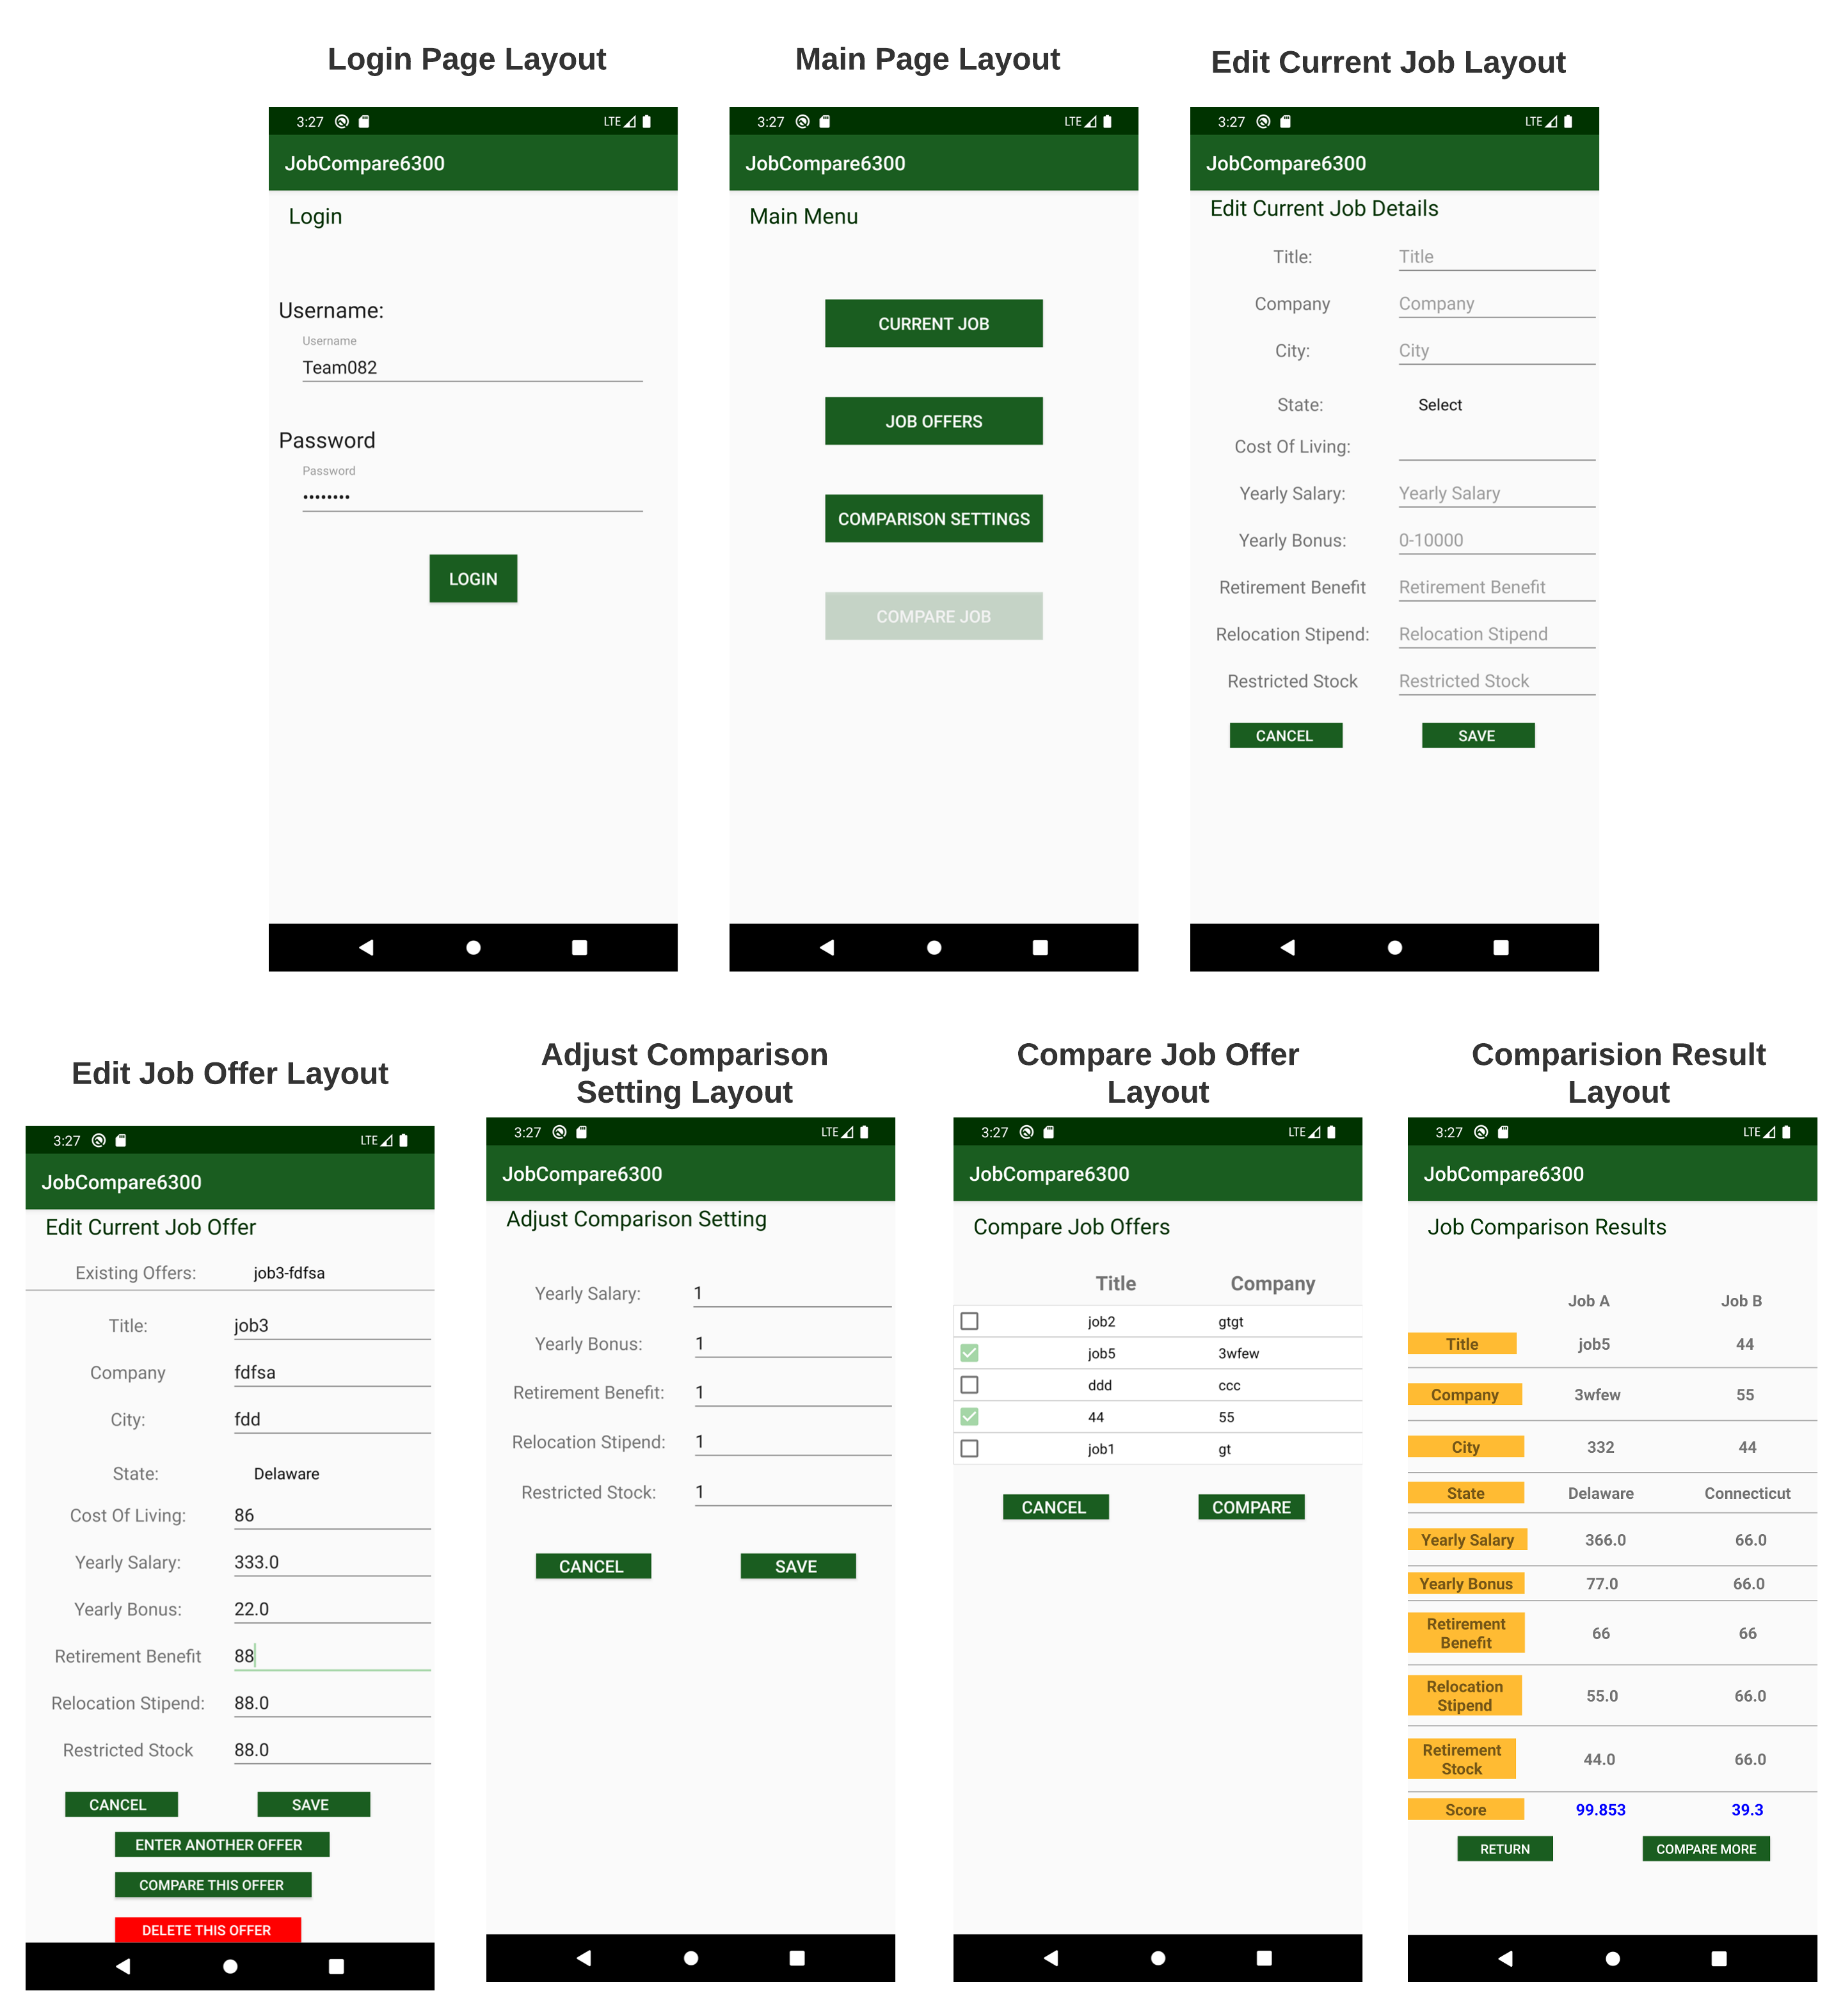 Login Page Layout
3:27 LTE
JobCompare6300
Login
Username:
Username
Team082
Password
Password
••••••••
LOGIN
Main Page Layout
3:27 LTE
JobCompare6300
Main Menu
CURRENT JOB
JOB OFFERS
COMPARISON SETTINGS
COMPARE JOB
Edit Current Job Layout
3:27 LTE
JobCompare6300
Edit Current Job Details
Title: Title
Company Company
City: City
State: Select
Cost Of Living:
Yearly Salary: Yearly Salary
Yearly Bonus: 0-10000
Retirement Benefit Retirement Benefit
Relocation Stipend: Relocation Stipend
Restricted Stock Restricted Stock
CANCEL SAVE
Edit Job Offer Layout
3:27 LTE
JobCompare6300
Edit Current Job Offer
Existing Offers: job3-fdfsa
Title: job3
Company fdfsa
City: fdd
State: Delaware
Cost Of Living: 86
Yearly Salary: 333.0
Yearly Bonus: 22.0
Retirement Benefit 88
Relocation Stipend: 88.0
Restricted Stock 88.0
CANCEL SAVE
ENTER ANOTHER OFFER
COMPARE THIS OFFER
DELETE THIS OFFER
Adjust Comparison
Setting Layout
3:27 LTE
JobCompare6300
Adjust Comparison Setting
Yearly Salary: 1
Yearly Bonus: 1
Retirement Benefit: 1
Relocation Stipend: 1
Restricted Stock: 1
CANCEL SAVE
Compare Job Offer
Layout
3:27 LTE
JobCompare6300
Compare Job Offers
Title Company
job2 gtgt
job5 3wfew
ddd ccc
44 55
job1 gt
CANCEL COMPARE
Comparision Result
Layout
3:27 LTE
JobCompare6300
Job Comparison Results
Job A Job B
Title job5 44
Company 3wfew 55
City 332 44
State Delaware Connecticut
Yearly Salary 366.0 66.0
Yearly Bonus 77.0 66.0
Retirement
Benefit 66 66
Relocation
Stipend 55.0 66.0
Retirement
Stock 44.0 66.0
Score 99.853 39.3
RETURN COMPARE MORE